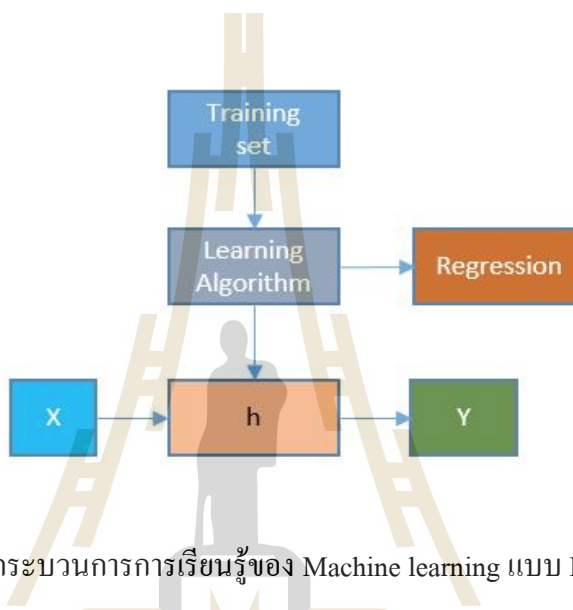 Training
set
Learning
Algorithm
Regression
X
h
Y
ระบวนการการเรียนรู้ของ Machine learning แบบ